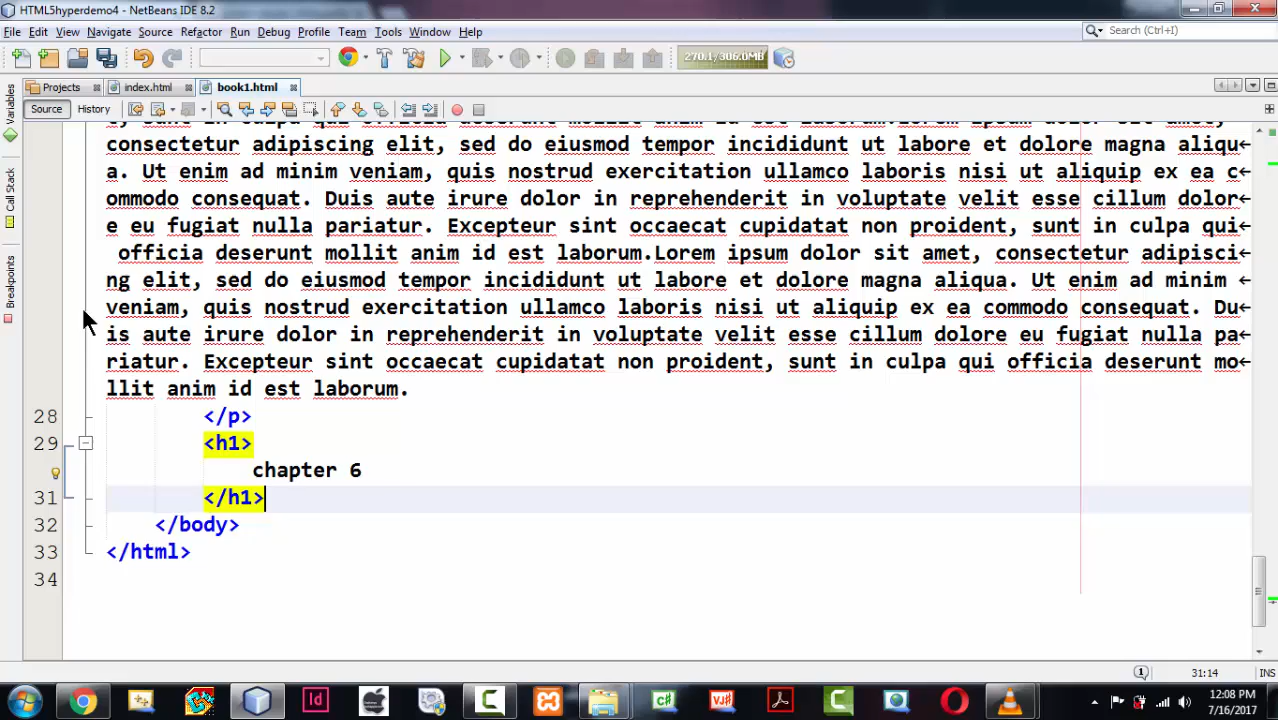 HTML5hyperdemo4 - NetBeans IDE 8.2
File Edit View Navigate Source Refactor Run Debug Profile Team Tools Window Help
Search (Ctrl+I)
270.1/306.0MB
Projects index.html book1.html
Source History
Variables
Call Stack
Breakpoints
consectetur adipiscing elit, sed do eiusmod tempor incididunt ut labore et dolore magna aliqu
a. Ut enim ad minim veniam, quis nostrud exercitation ullamco laboris nisi ut aliquip ex ea c
ommodo consequat. Duis aute irure dolor in reprehenderit in voluptate velit esse cillum dolor
e eu fugiat nulla pariatur. Excepteur sint occaecat cupidatat non proident, sunt in culpa qui
officia deserunt mollit anim id est laborum.Lorem ipsum dolor sit amet, consectetur adipisci
ng elit, sed do eiusmod tempor incididunt ut labore et dolore magna aliqua. Ut enim ad minim
veniam, quis nostrud exercitation ullamco laboris nisi ut aliquip ex ea commodo consequat. Du
is aute irure dolor in reprehenderit in voluptate velit esse cillum dolore eu fugiat nulla pa
riatur. Excepteur sint occaecat cupidatat non proident, sunt in culpa qui officia deserunt mo
llit anim id est laborum.
28 </p>
29 <h1>
chapter 6
31 </h1>
32 </body>
33 </html>
34
1 31:14 INS
12:08 PM
7/16/2017